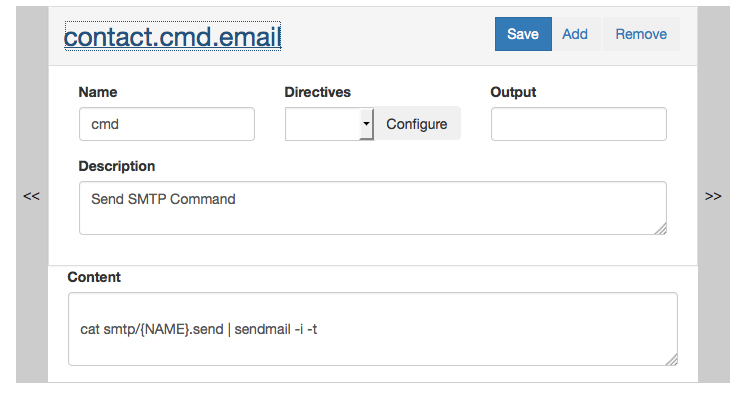 contact.cmd.email Save Add Remove
Name Directives Output
cmd Configure
Description
<< Send SMTP Command >>
Content
cat smtp/{NAME}.send | sendmail -i -t